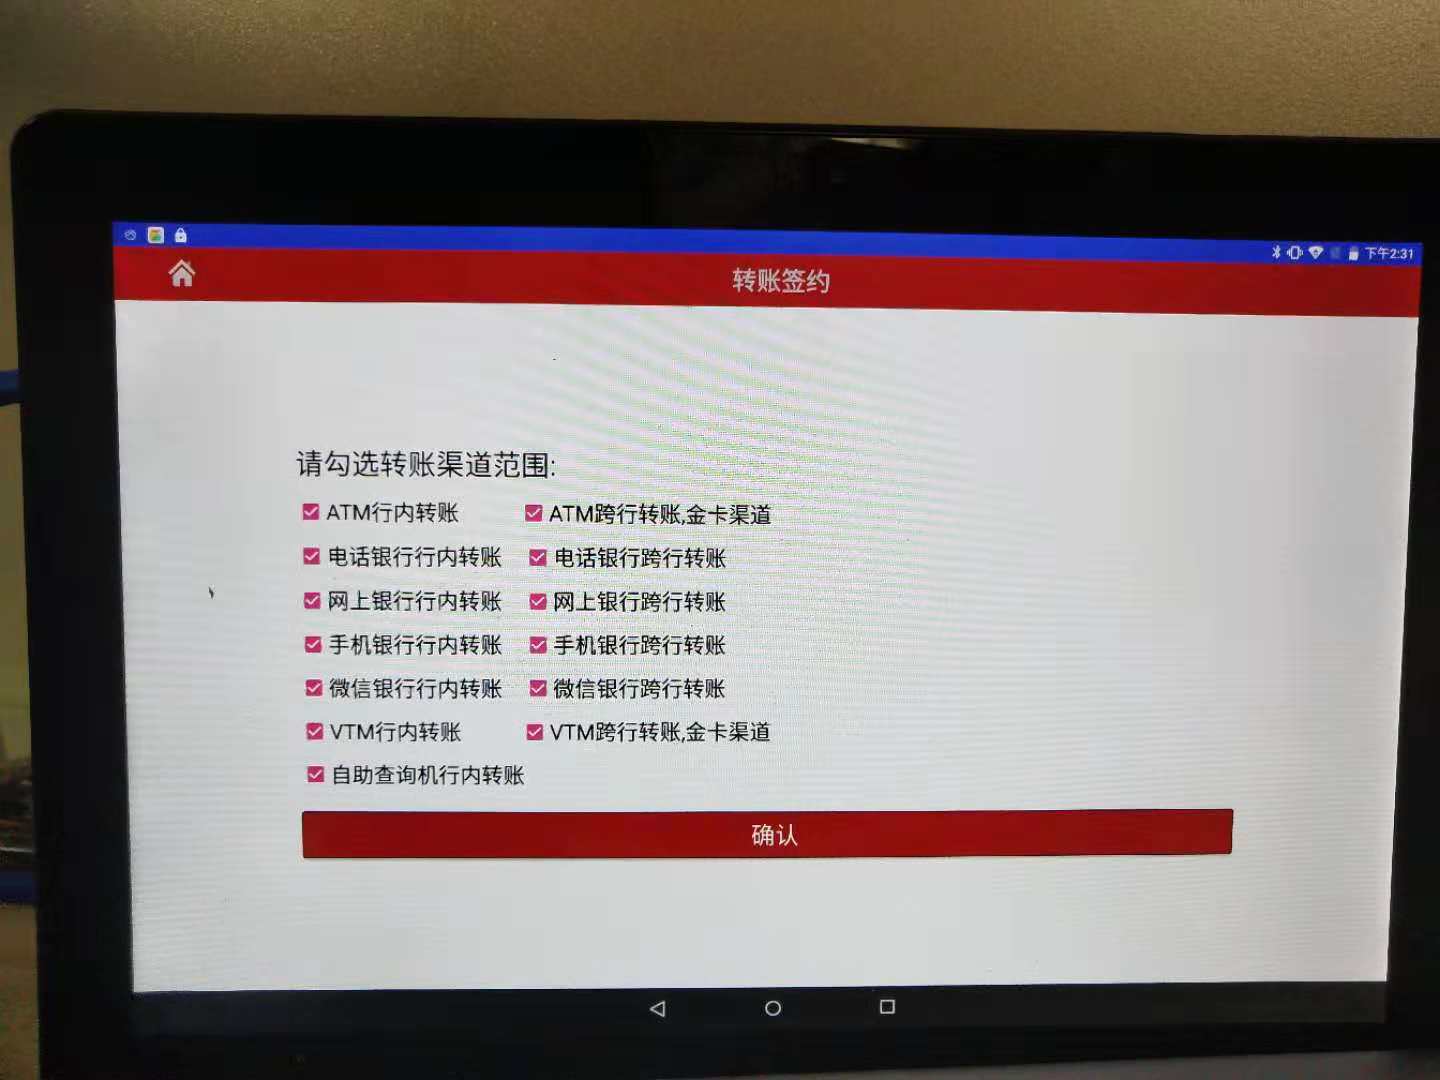 下午2:31
转账签约
请勾选转账渠道范围:
ATM行内转账 ATM跨行转账,金卡渠道
电话银行行内转账 电话银行跨行转账
网上银行行内转账 网上银行跨行转账
手机银行行内转账 手机银行跨行转账
微信银行行内转账 微信银行跨行转账
VTM行内转账 VTM跨行转账,金卡渠道
自助查询机行内转账
确认